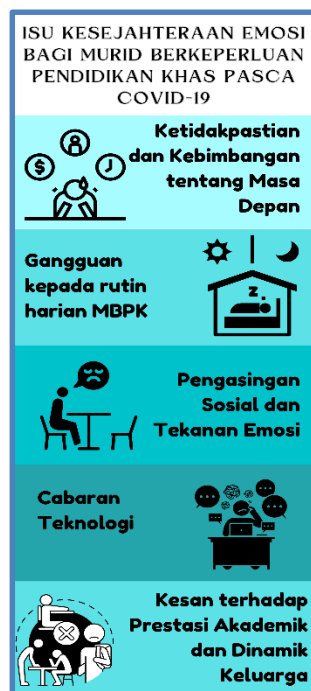 ISU KESEJAHTERAAN EMOSI
BAGI MURID BERKEPERLUAN
PENDIDIKAN KHAS PASCA
COVID-19
Ketidakpastian
dan Kebimbangan
tentang Masa
Depan
Gangguan
kepada rutin
harian MBPK
Pengasingan
Sosial dan
Tekanan Emosi
Cabaran
Teknologi
Kesan terhadap
Prestasi Akademik
dan Dinamik
Keluarga